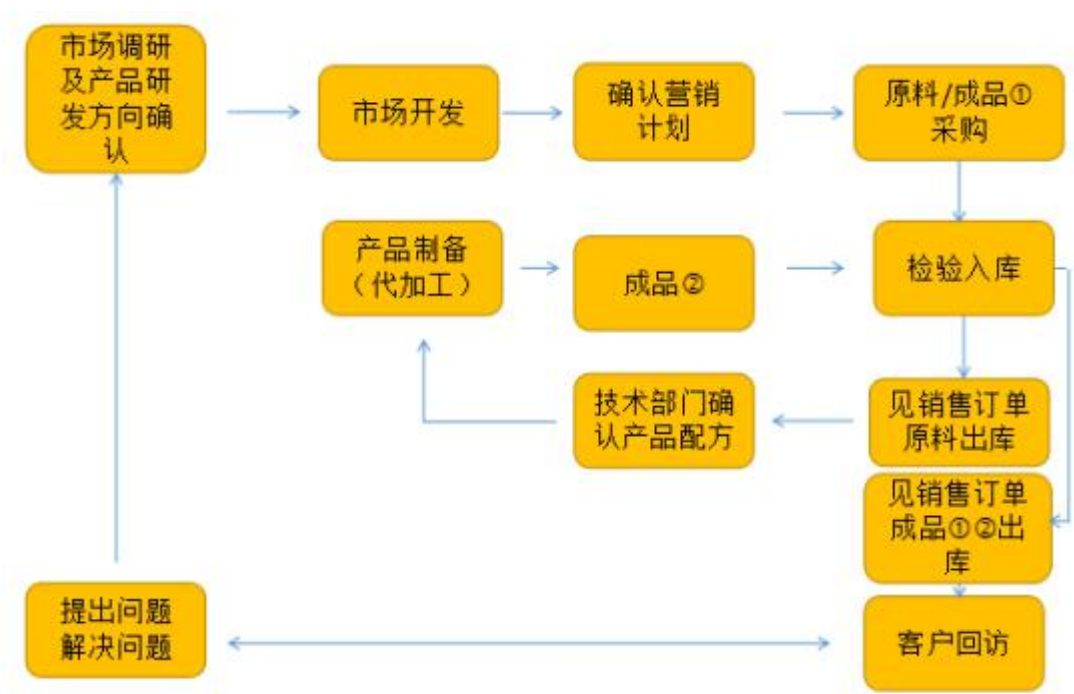 市场调研
及产品研
发方向确
认
市场开发
确认营销
计划
原料/成品①
采购
产品制备
（代加工）
成品②
检验入库
技术部门确
认产品配方
见销售订单
原料出库
见销售订单
成品①②出
库
提出问题
解决问题
客户回访